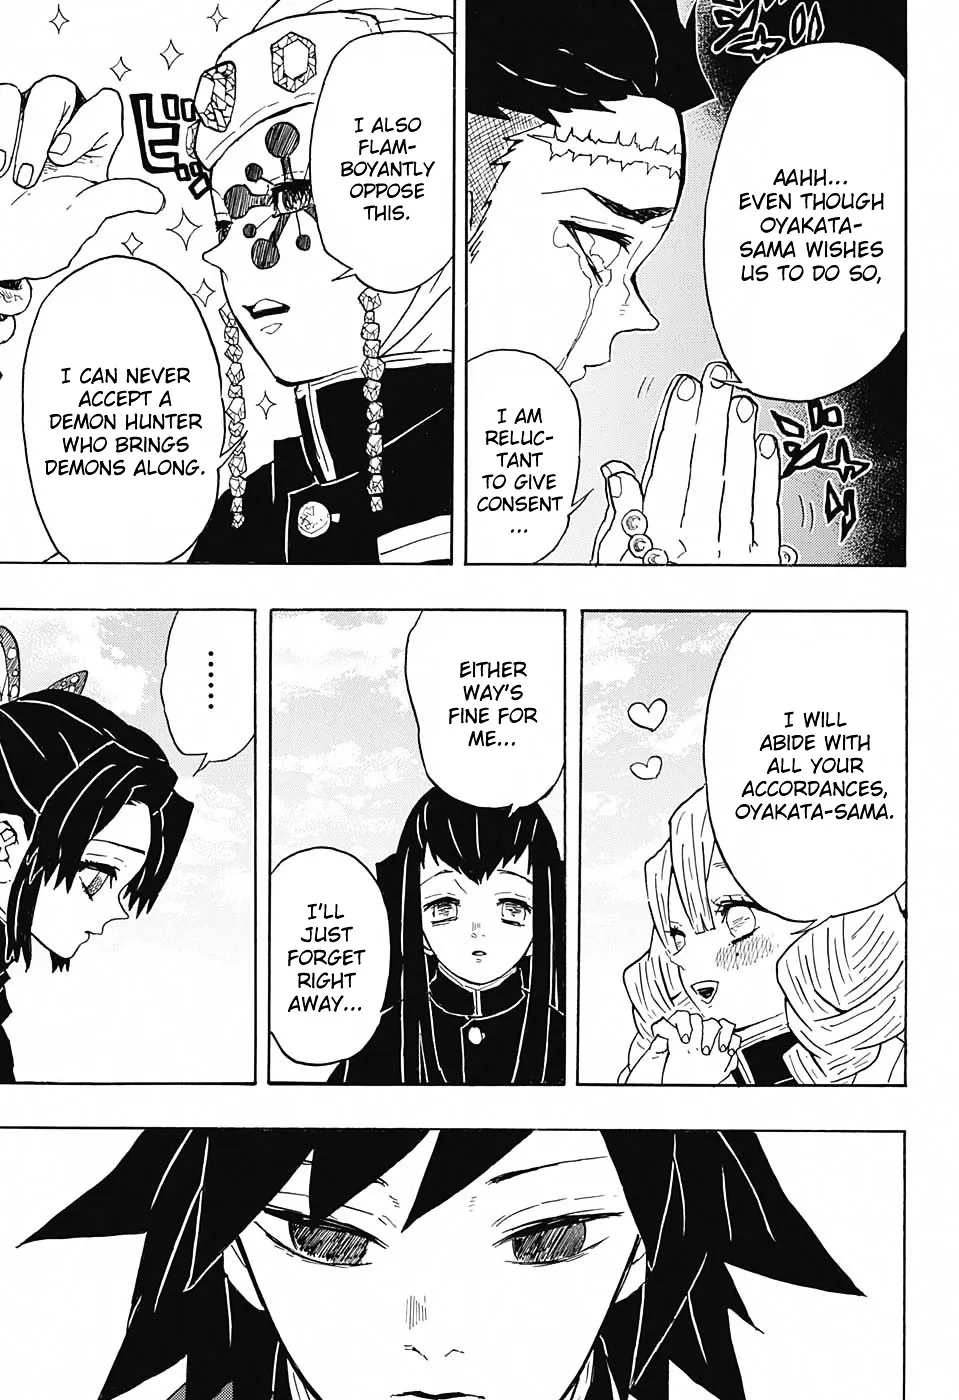 AAHH...
EVEN THOUGH
OYAKATA-
SAMA WISHES
US TO DO SO,
I AM
RELUC-
TANT
TO GIVE
CONSENT
...
I ALSO
FLAM-
BOYANTLY
OPPOSE
THIS.
I CAN NEVER
ACCEPT A
DEMON HUNTER
WHO BRINGS
DEMONS ALONG.
I WILL
ABIDE WITH
ALL YOUR
ACCORDANCES,
OYAKATA-SAMA.
EITHER
WAY'S
FINE FOR
ME...
I'LL
JUST
FORGET
RIGHT
AWAY...
.....